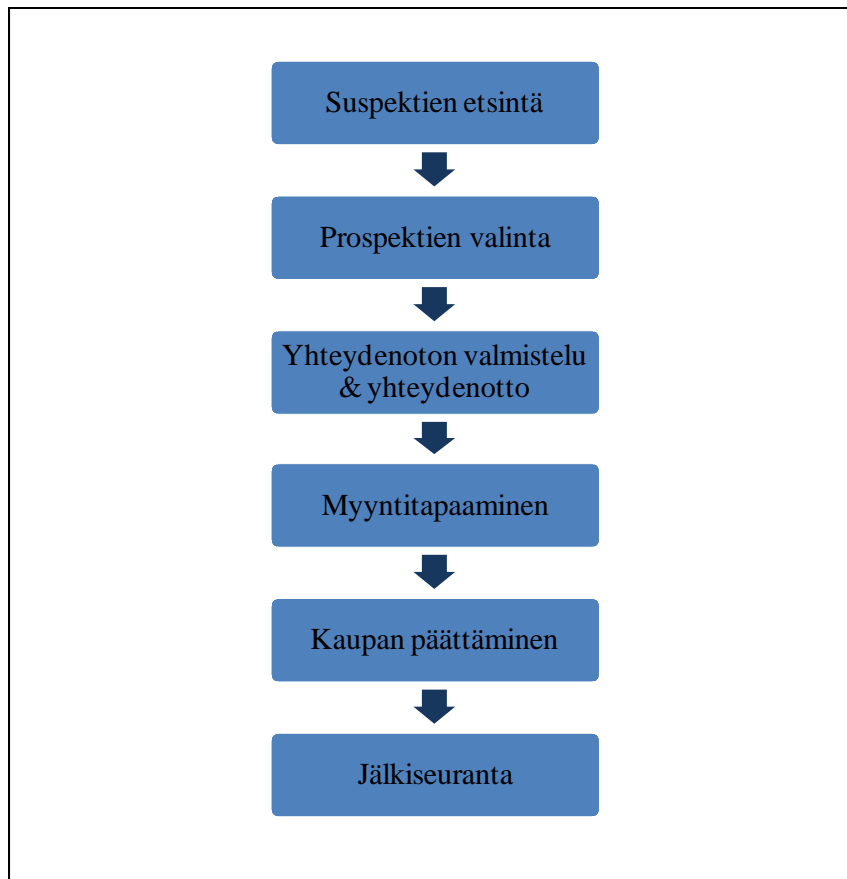 Suspektien etsintä
Prospektien valinta
Yhteydenoton valmistelu
& yhteydenotto
Myyntitapaaminen
Kaupan päättäminen
Jälkiseuranta